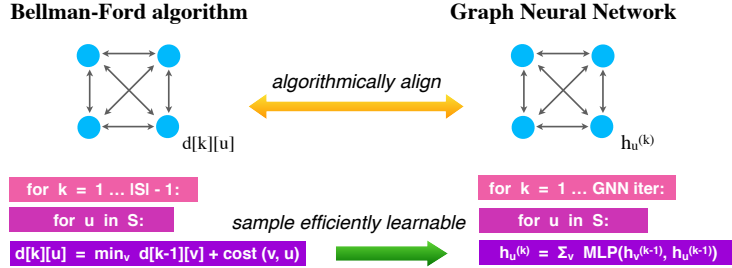 Bellman-Ford algorithm
Graph Neural Network
algorithmically align
d[k][u]
hᵤ⁽ᵏ⁾
for k = 1 ... |S| - 1:
for u in S:
d[k][u] = minᵥ d[k-1][v] + cost (v, u)
sample efficiently learnable
for k = 1 ... GNN iter:
for u in S:
hᵤ⁽ᵏ⁾ = Σᵥ MLP(hᵥ⁽ᵏ⁻¹⁾, hᵤ⁽ᵏ⁻¹⁾)